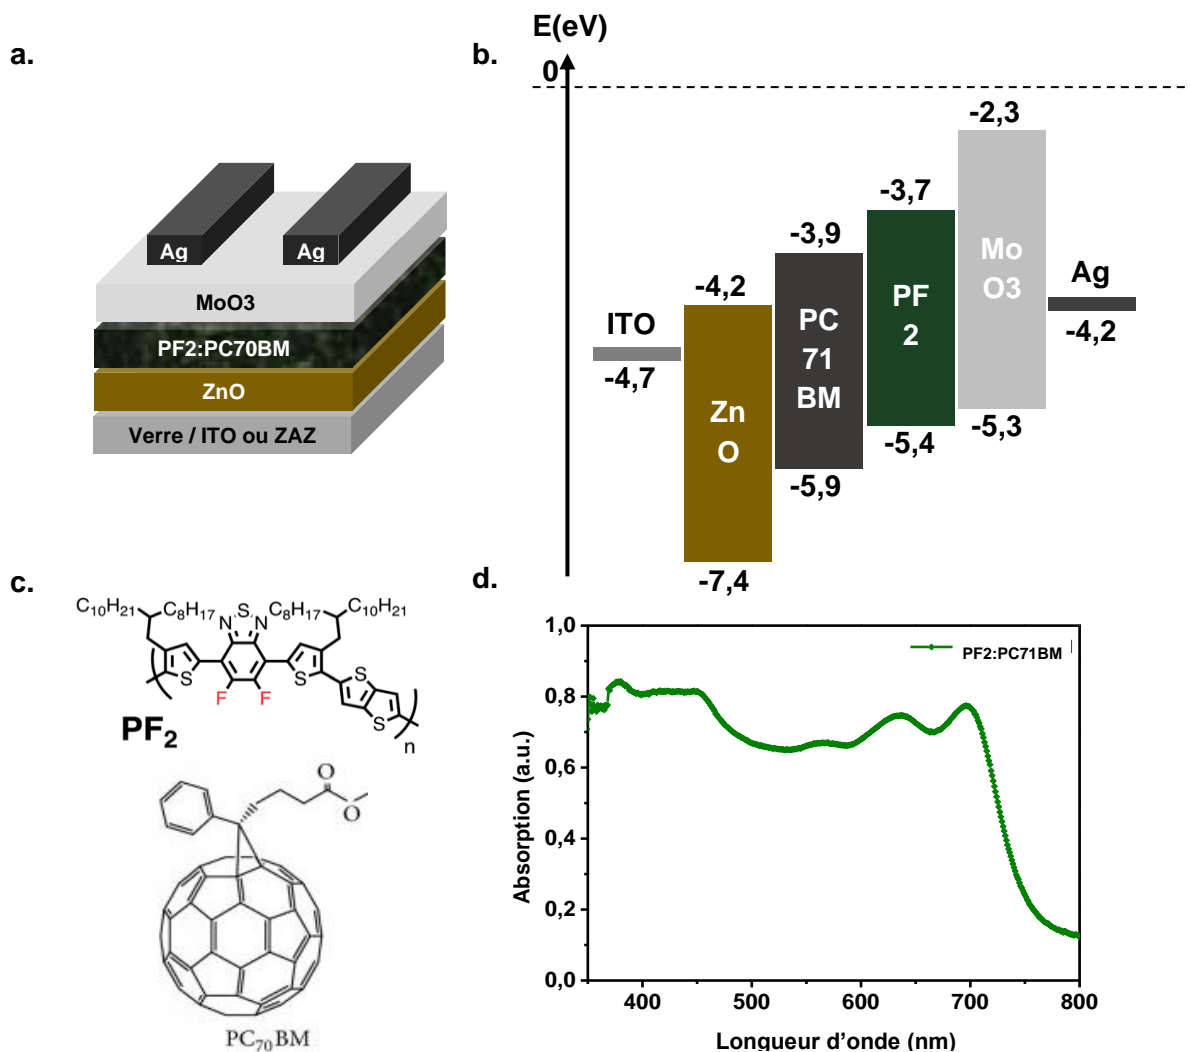 a.
Ag
Ag
MoO3
PF2:PC70BM
ZnO
Verre / ITO ou ZAZ
b.
E(eV)
0
-2,3
-3,7
-3,9
-4,2
Mo
O3
Ag
-4,2
PF
2
PC
71
BM
ITO
-4,7
Zn
O
-5,3
-5,4
-5,9
-7,4
c.
C10H21
C8H17
S
N
N
C8H17
C10H21
S
S
S
S
F
F
n
PF2
O
O
PC70BM
d.
1,0
0,8
0,6
0,4
0,2
0,0
Absorption (a.u.)
PF2:PC71BM
400
500
600
700
800
Longueur d'onde (nm)